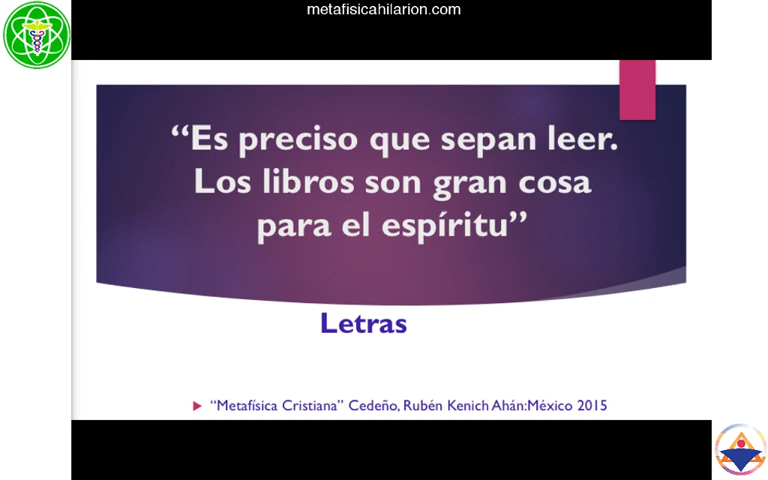 metafisicahilarion.com
“Es preciso que sepan leer.
Los libros son gran cosa
para el espíritu”
Letras
“Metafísica Cristiana” Cedeño, Rubén Kenich Ahán:México 2015